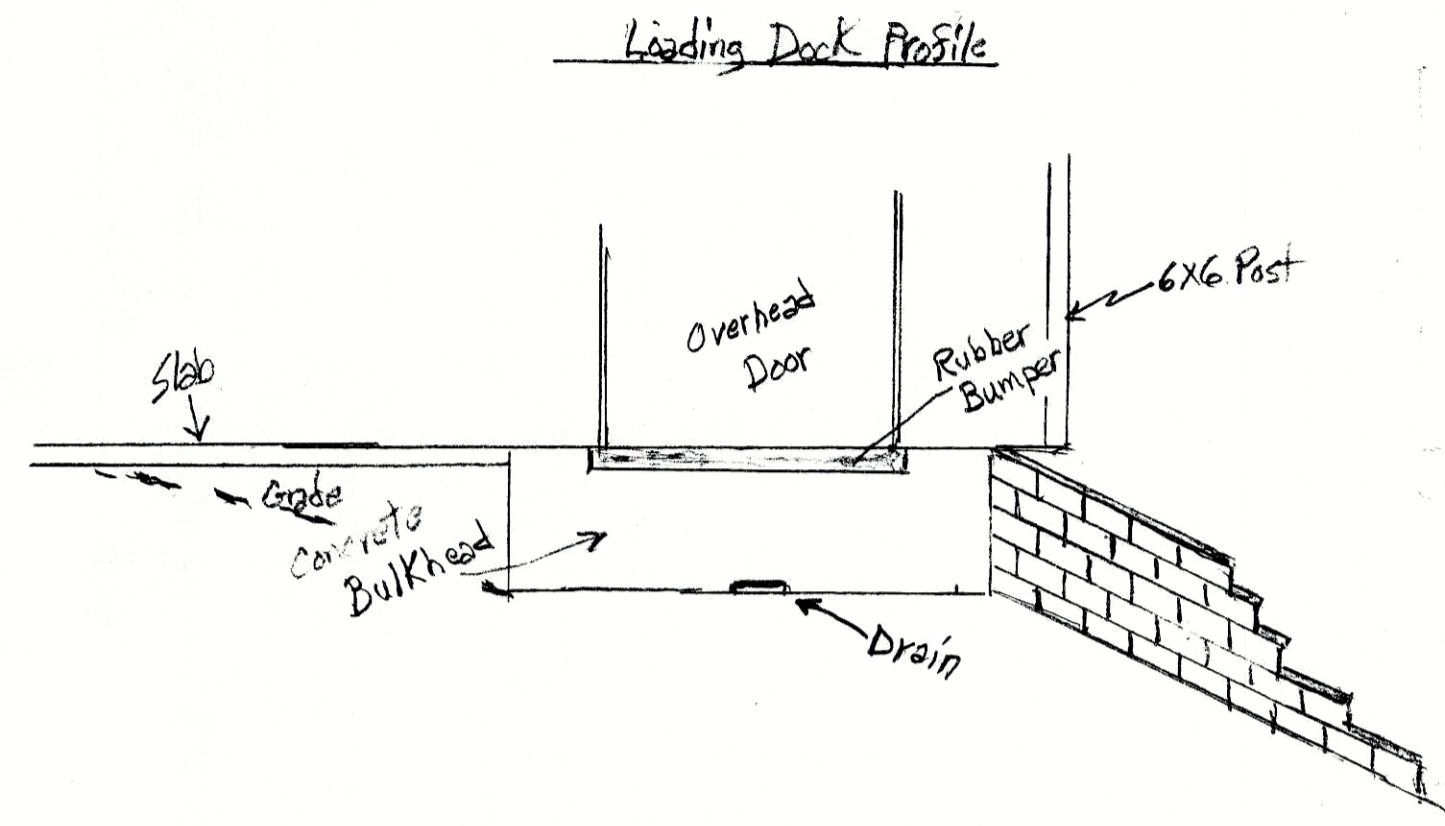 Loading Dock Profile
6X6 Post
Overhead
Door
Rubber
Bumper
Slab
Grade
Concrete
Bulkhead
Drain